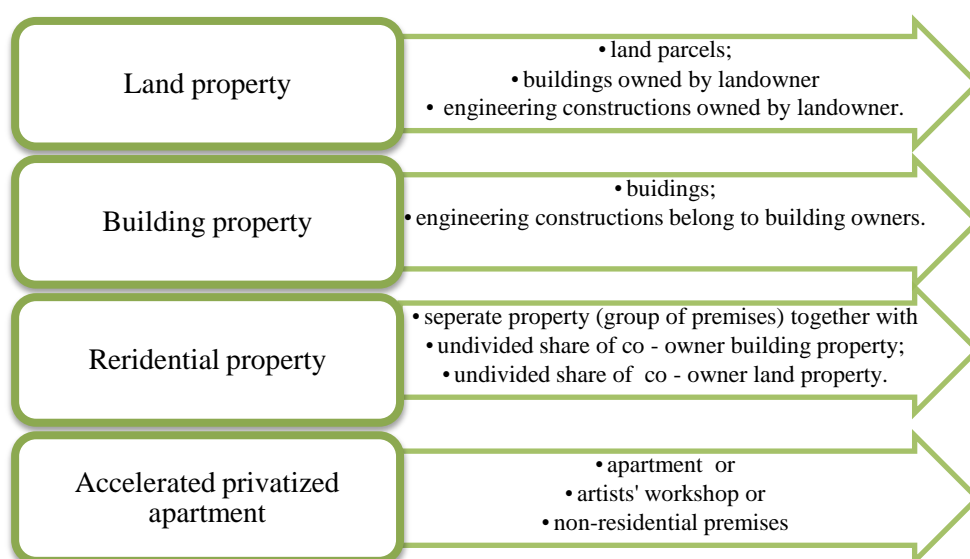 Land property
• land parcels;
• buildings owned by landowner
• engineering constructions owned by landowner.
Building property
• buidings;
• engineering constructions belong to building owners.
Reridential property
• seperate property (group of premises) together with
• undivided share of co - owner building property;
• undivided share of co - owner land property.
Accelerated privatized
apartment
• apartment or
• artists' workshop or
• non-residential premises